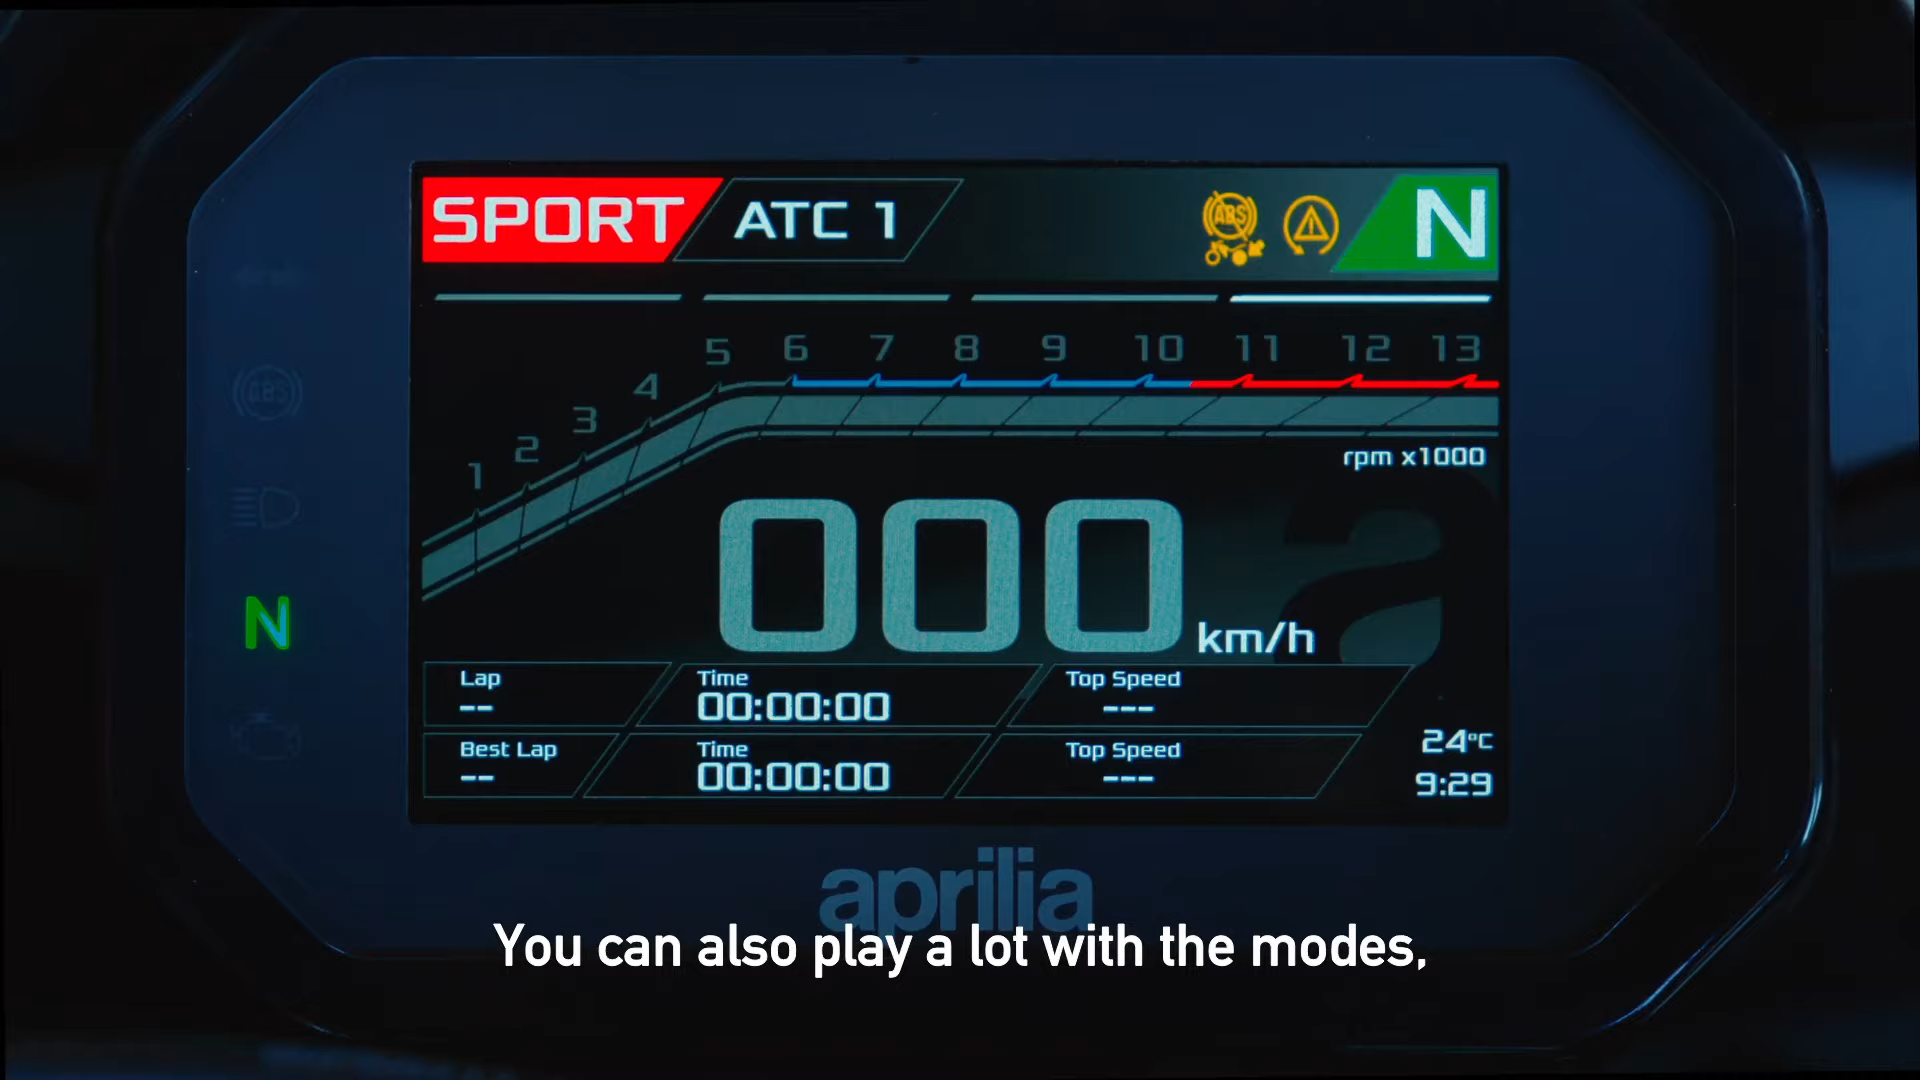 SPORT ATC 1 ABS N
1 2 3 4 5 6 7 8 9 10 11 12 13
rpm x1000
ABS
000 km/h
N
Lap Time Top Speed
-- 00:00:00 ---
Best Lap Time Top Speed
-- 00:00:00 ---
24°C
9:29
aprilia
You can also play a lot with the modes,